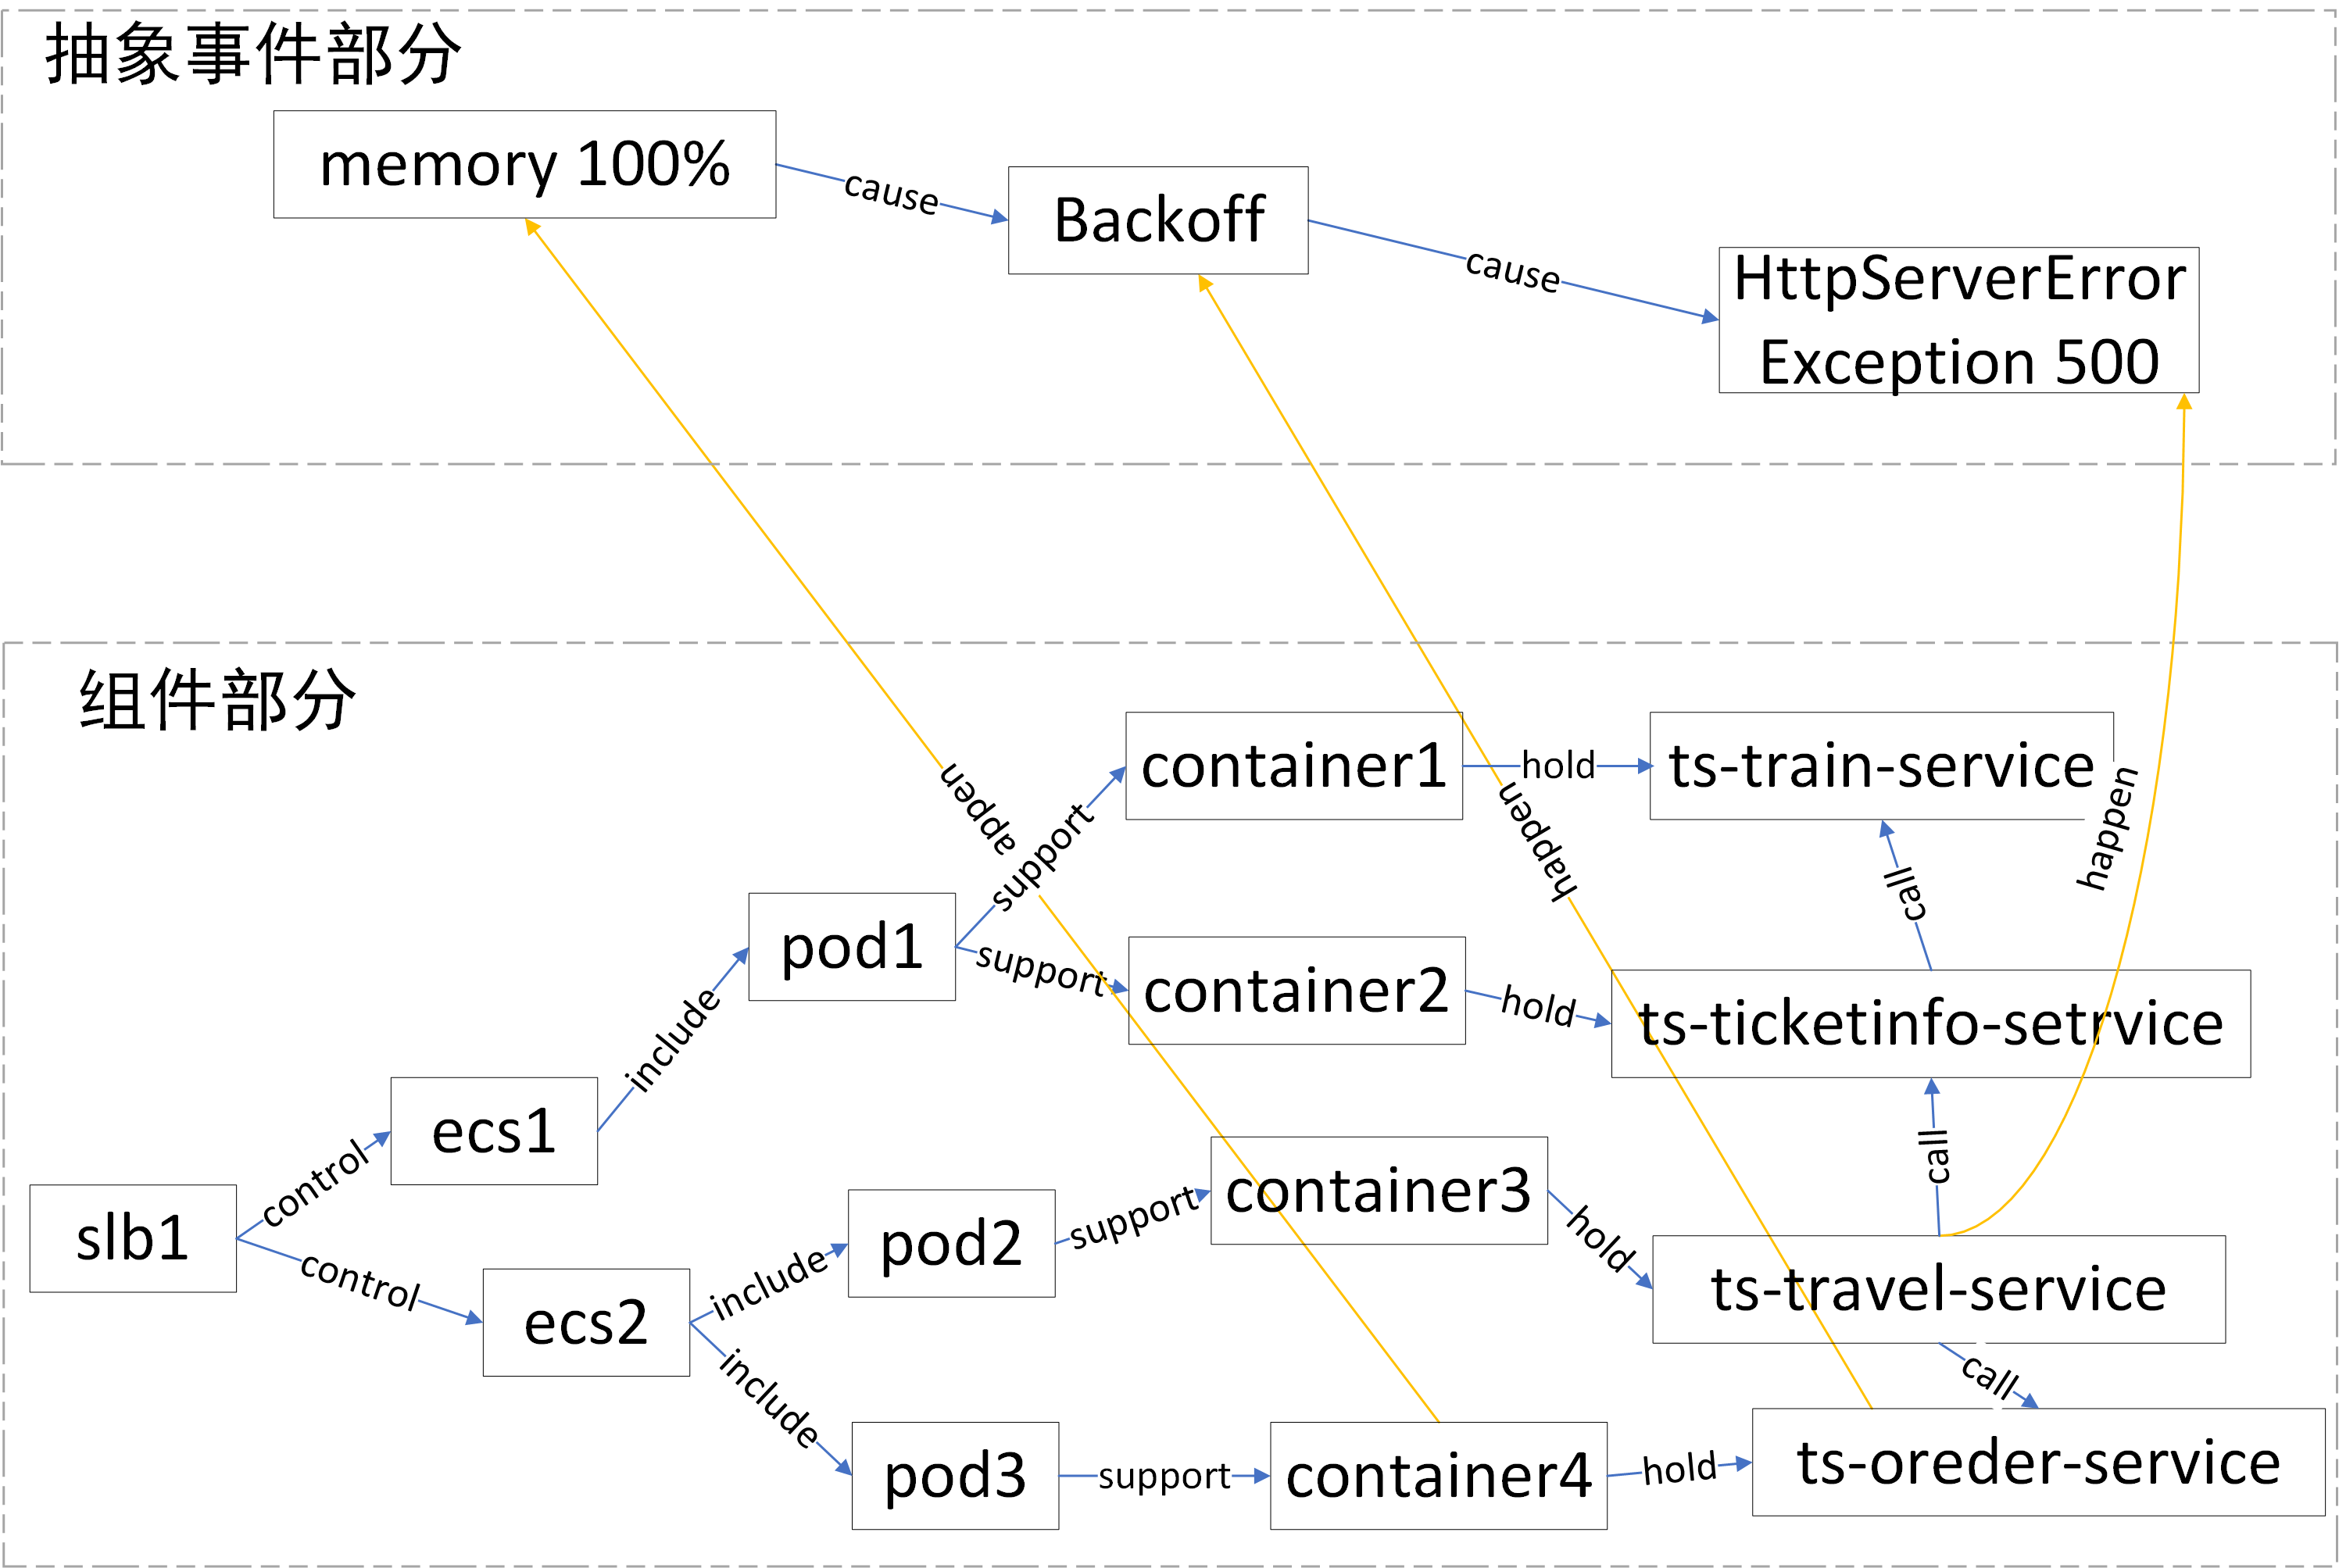 抽象事件部分
memory 100%
cause
Backoff
cause
HttpServerError
Exception 500
组件部分
container1
hold
ts-train-service
appen
happen
happen
support
call
pod1
support
container2
hold
ts-ticketinfo-setrvice
include
ecs1
call
control
container3
slb1
pod2
support
hold
include
control
ts-travel-service
ecs2
call
include
pod3
support
container4
hold
ts-oreder-service